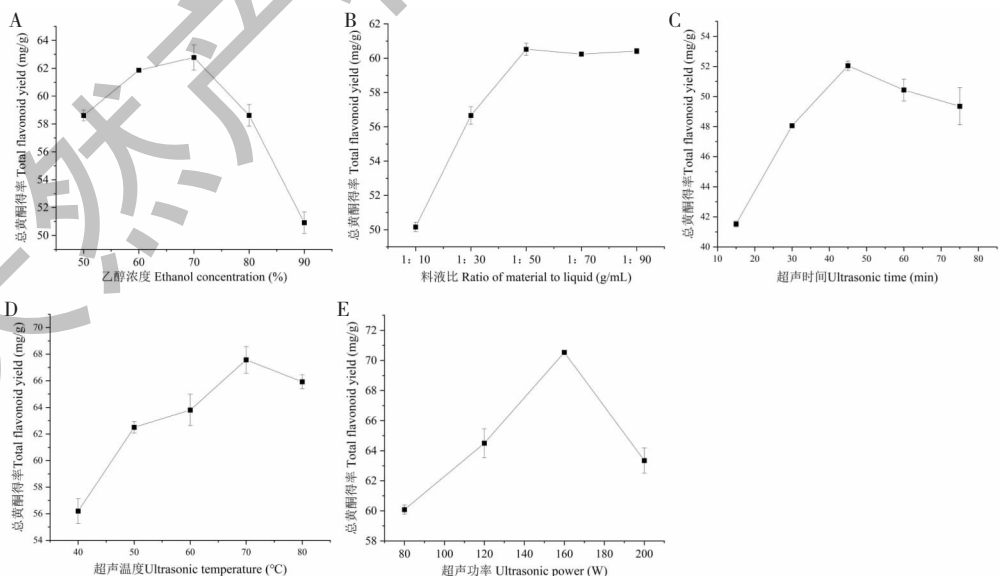 A
总黄酮得率 Total flavonoid yield (mg/g)
64
62
60
58
56
54
52
50
50 60 70 80 90
乙醇浓度 Ethanol concentration (%)
B
总黄酮得率 Total flavonoid yield (mg/g)
62
60
58
56
54
52
50
1：10 1：30 1：50 1：70 1：90
料液比 Ratio of material to liquid (g/mL)
C
总黄酮得率Total flavonoid yield (mg/g)
54
52
50
48
46
44
42
40
10 20 30 40 50 60 70 80
超声时间Ultrasonic time (min)
D
总黄酮得率Total flavonoid yield (mg/g)
70
68
66
64
62
60
58
56
54
40 50 60 70 80
超声温度Ultrasonic temperature (℃)
E
总黄酮得率 Total flavonoid yield (mg/g)
72
70
68
66
64
62
60
58
80 100 120 140 160 180 200
超声功率 Ultrasonic power (W)